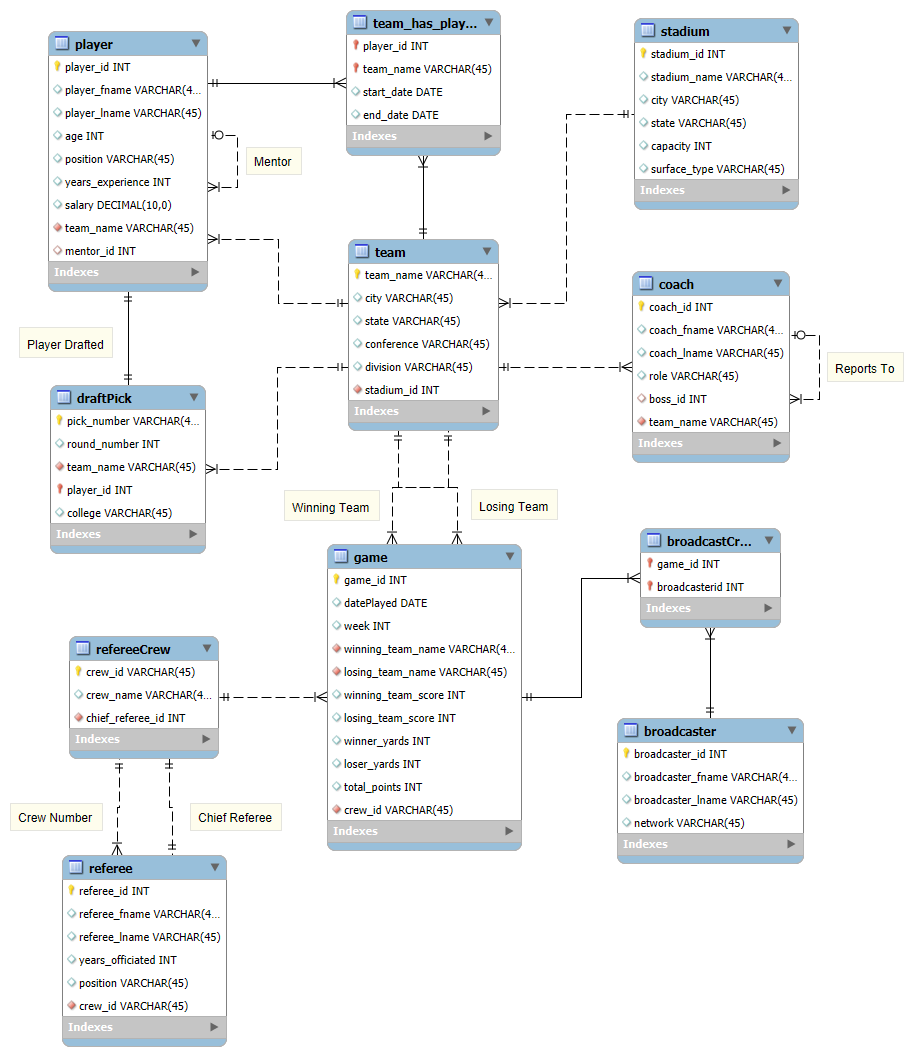 player
player_id INT
player_fname VARCHAR(4...
player_lname VARCHAR(45)
age INT
position VARCHAR(45)
years_experience INT
salary DECIMAL(10,0)
team_name VARCHAR(45)
mentor_id INT
Indexes
Mentor
team_has_play...
player_id INT
team_name VARCHAR(45)
start_date DATE
end_date DATE
Indexes
stadium
stadium_id INT
stadium_name VARCHAR(4...
city VARCHAR(45)
state VARCHAR(45)
capacity INT
surface_type VARCHAR(45)
Indexes
team
team_name VARCHAR(4...
city VARCHAR(45)
state VARCHAR(45)
conference VARCHAR(45)
division VARCHAR(45)
stadium_id INT
Indexes
coach
coach_id INT
coach_fname VARCHAR(4...
coach_lname VARCHAR(45)
role VARCHAR(45)
boss_id INT
team_name VARCHAR(45)
Indexes
Reports To
Player Drafted
draftPick
pick_number VARCHAR(4...
round_number INT
team_name VARCHAR(45)
player_id INT
college VARCHAR(45)
Indexes
Winning Team
Losing Team
game
game_id INT
datePlayed DATE
week INT
winning_team_name VARCHAR(4...
losing_team_name VARCHAR(45)
winning_team_score INT
losing_team_score INT
winner_yards INT
loser_yards INT
total_points INT
crew_id VARCHAR(45)
Indexes
broadcastCr...
game_id INT
broadcasterid INT
Indexes
broadcaster
broadcaster_id INT
broadcaster_fname VARCHAR(4...
broadcaster_lname VARCHAR(45)
network VARCHAR(45)
Indexes
refereeCrew
crew_id VARCHAR(45)
crew_name VARCHAR(4...
chief_referee_id INT
Indexes
Crew Number
Chief Referee
referee
referee_id INT
referee_fname VARCHAR(4...
referee_lname VARCHAR(45)
years_officiated INT
position VARCHAR(45)
crew_id VARCHAR(45)
Indexes